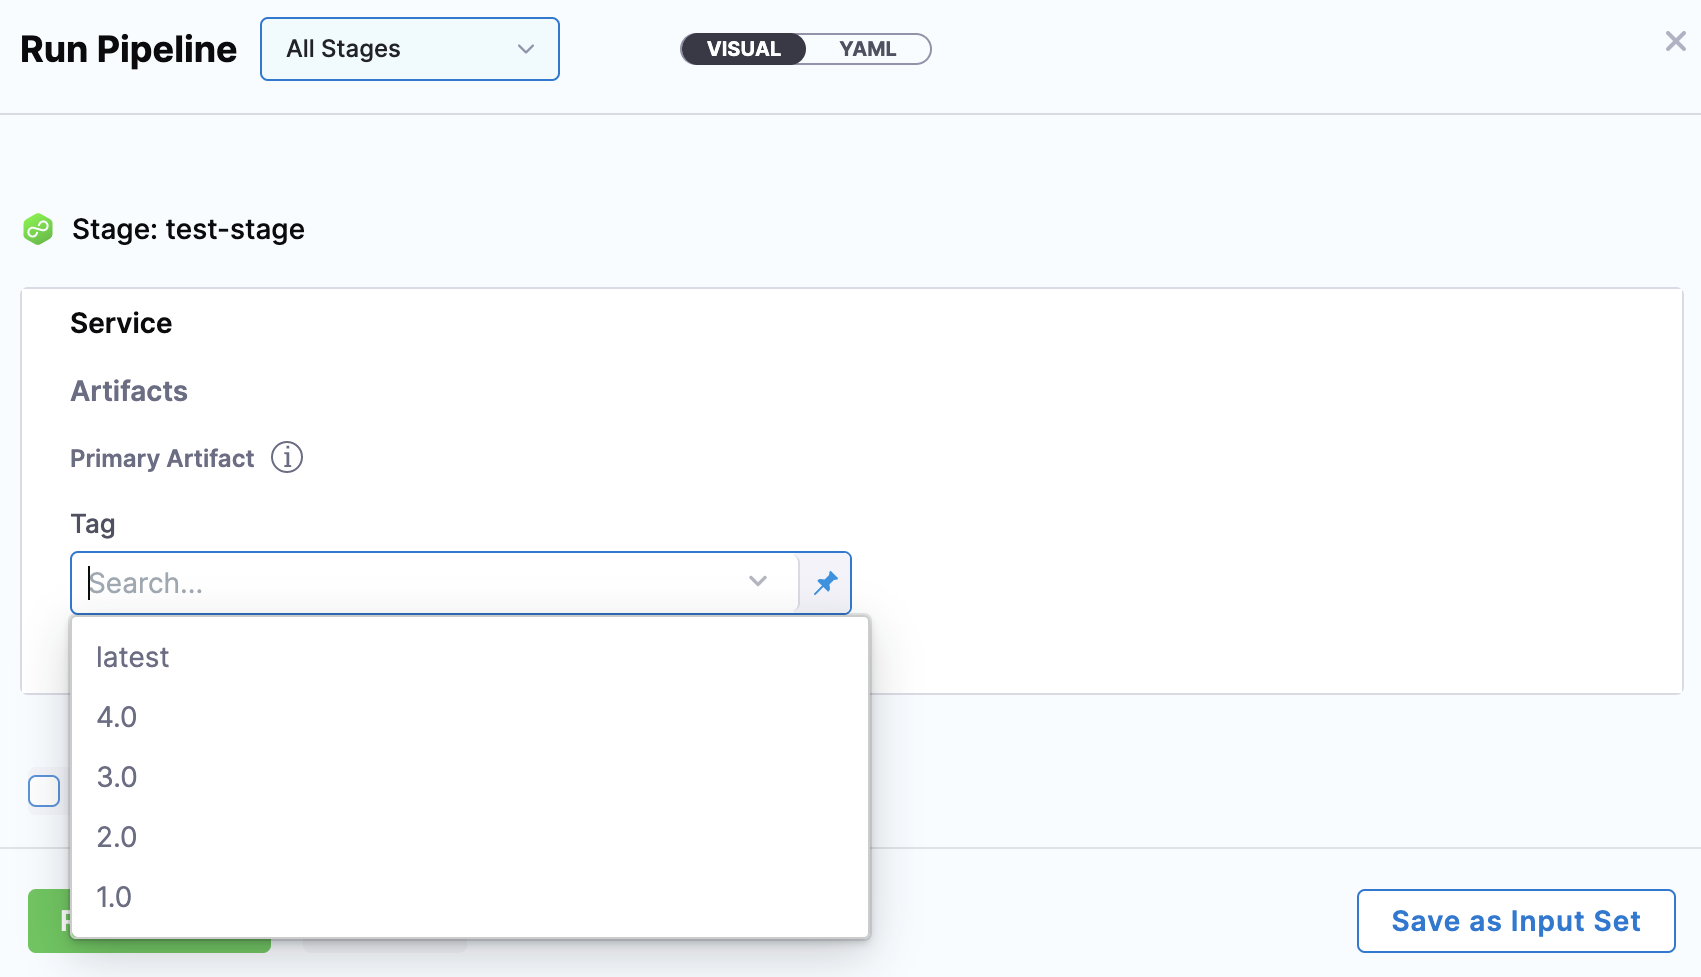 Run Pipeline
All Stages
VISUAL
YAML
Stage: test-stage
Service
Artifacts
Primary Artifact
Tag
Search...
latest
4.0
3.0
2.0
1.0
Save as Input Set